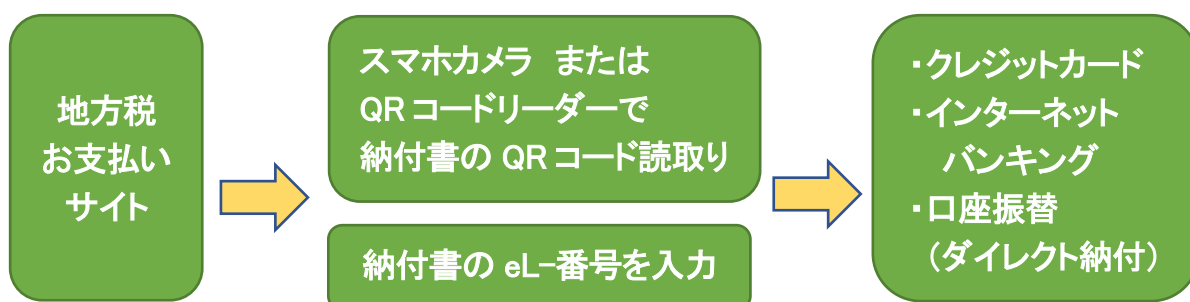 地方税
お支払い
サイト
スマホカメラ または
QRコードリーダーで
納付書のQRコード読取り
納付書の eL-番号を入力
・クレジットカード
・インターネット
バンキング
・口座振替
（ダイレクト納付）